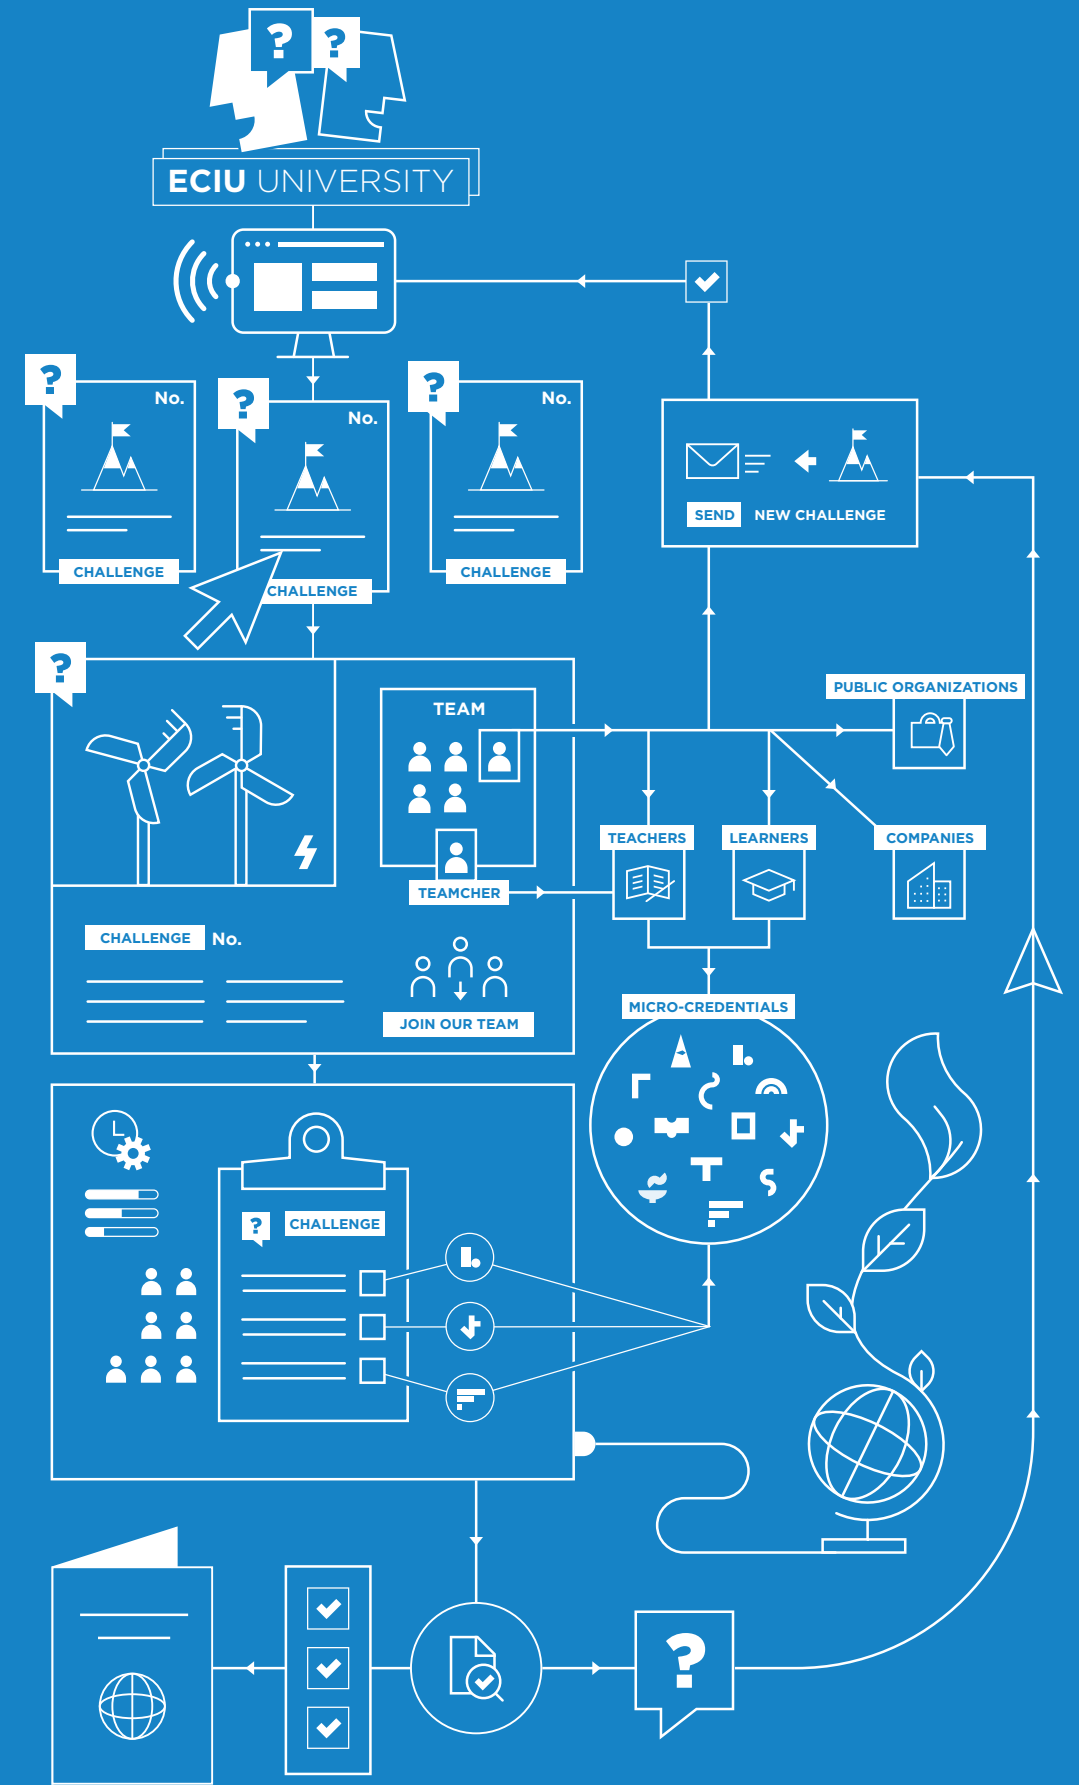 ?
?
ECIU UNIVERSITY
?
No.
?
No.
?
No.
CHALLENGE
CHALLENGE
CHALLENGE
SEND NEW CHALLENGE
?
TEAM
PUBLIC ORGANIZATIONS
TEACHERS
LEARNERS
COMPANIES
TEAMCHER
CHALLENGE No.
JOIN OUR TEAM
MICRO-CREDENTIALS
? CHALLENGE
?